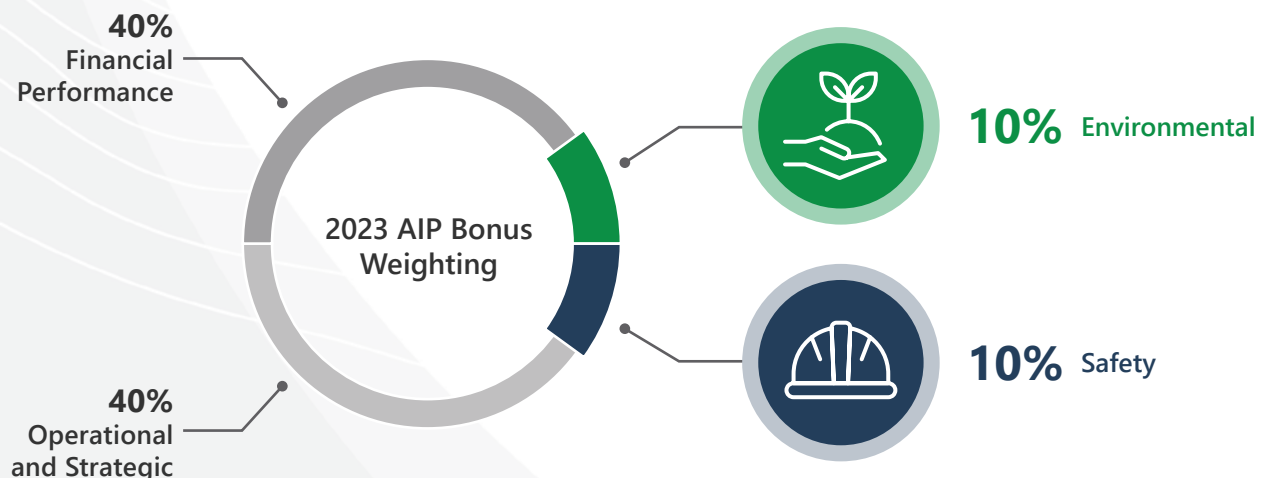 40%
Financial
Performance
2023 AIP Bonus
Weighting
40%
Operational
and Strategic
10% Environmental
10% Safety